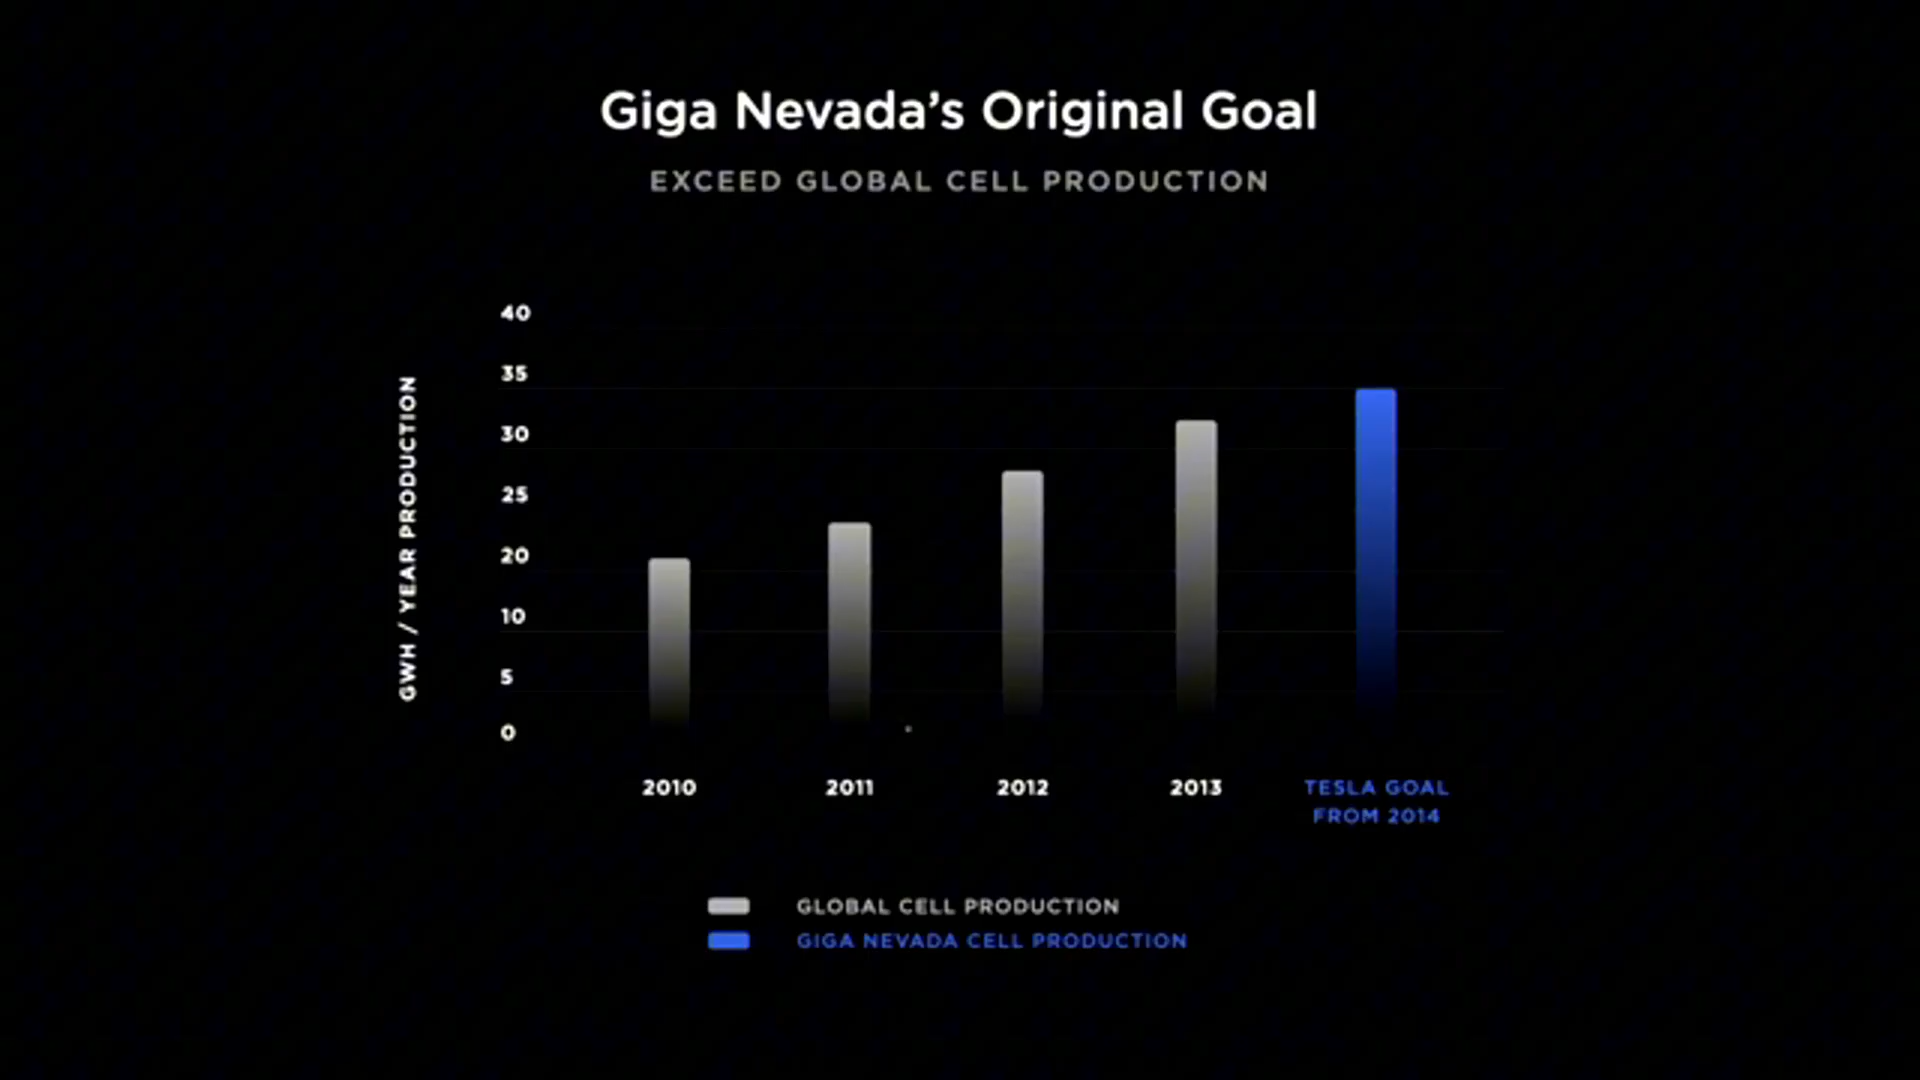 Giga Nevada’s Original Goal
EXCEED GLOBAL CELL PRODUCTION
GWH / YEAR PRODUCTION
40
35
30
25
20
10
5
0
2010
2011
2012
2013
TESLA GOAL
FROM 2014
GLOBAL CELL PRODUCTION
GIGA NEVADA CELL PRODUCTION